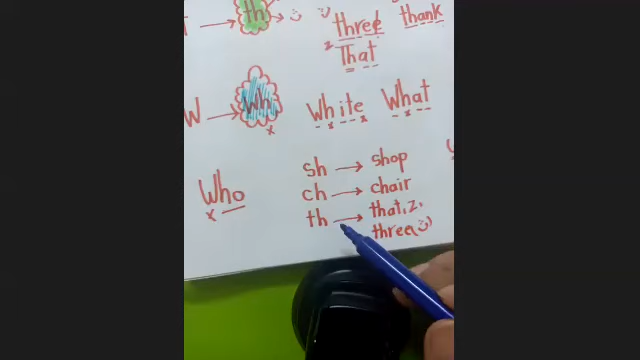 th
three thank
z
That
W wh
White What
Who
sh → shop
ch → chair
th → that, z,
three